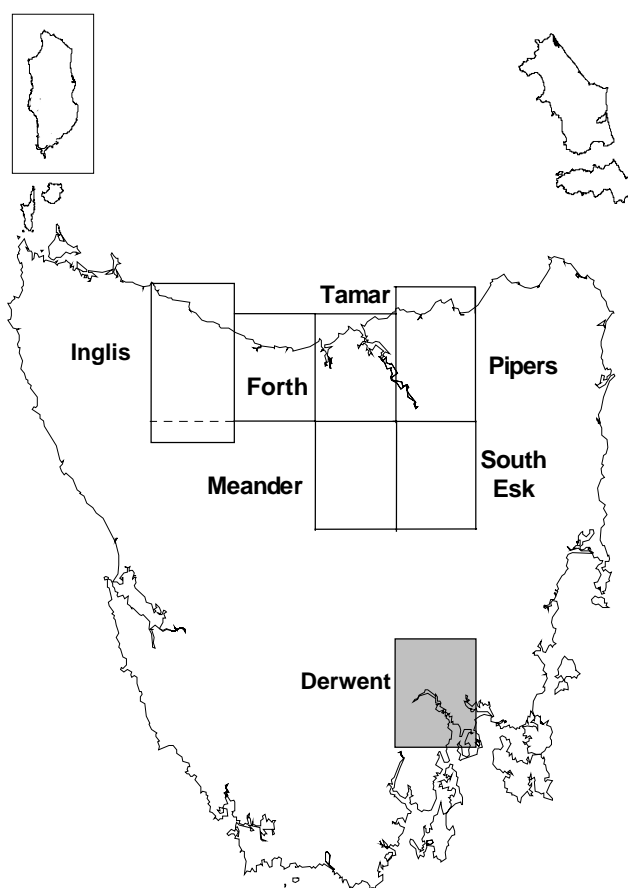 Tamar
Inglis
Forth
Pipers
Meander
South
Esk
Derwent